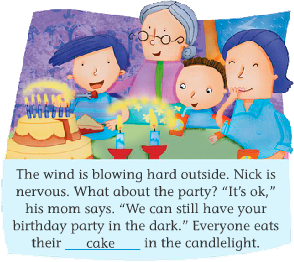 The wind is blowing hard outside. Nick is
nervous. What about the party? “It’s ok,”
his mom says. “We can still have your
birthday party in the dark.” Everyone eats
their ___cake___ in the candlelight.